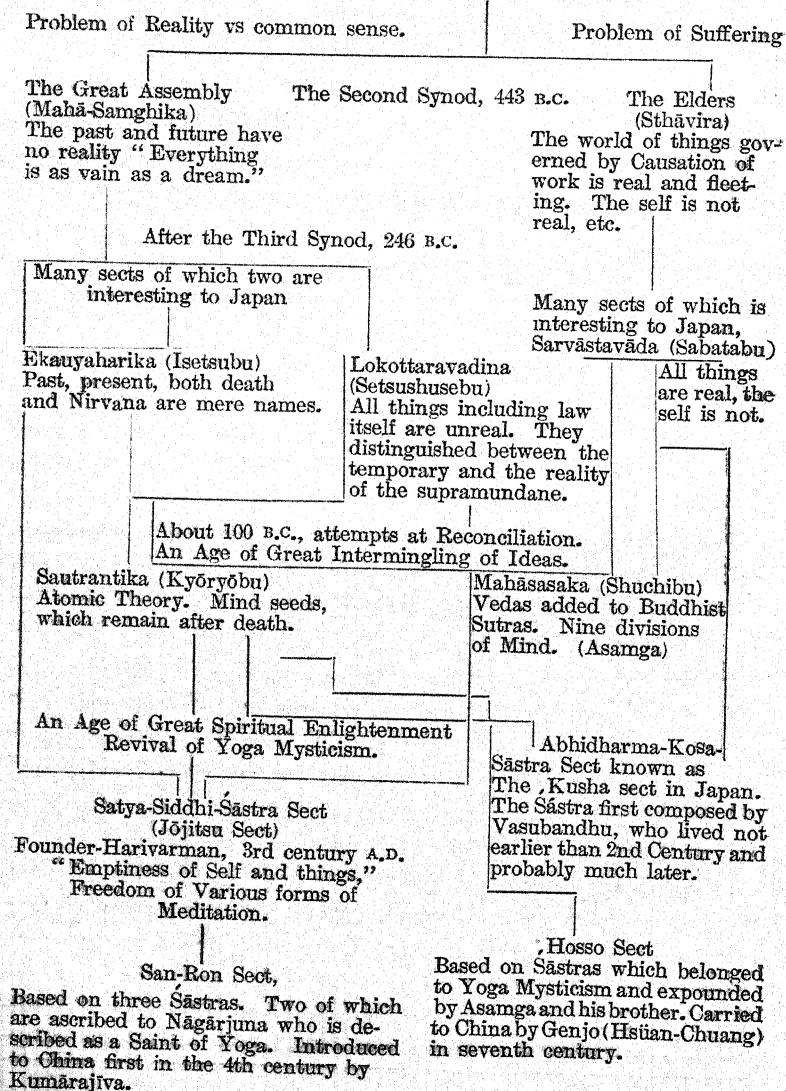 Problem of Reality vs common sense.
Problem of Suffering
The Great Assembly
(Mahā-Samghika)
The past and future have
no reality “Everything
is as vain as a dream.”
The Second Synod, 443 B.C.
The Elders
(Sthāvira)
The world of things gov-
erned by Causation of
work is real and fleet-
ing. The self is not
real, etc.
After the Third Synod, 246 B.C.
Many sects of which two are
interesting to Japan
Many sects of which is
interesting to Japan,
Sarvāstavāda (Sabatabu)
Ekauyaharika (Isetsubu)
Past, present, both death
and Nirvana are mere names.
Lokottaravadina
(Setsushusebu)
All things including law
itself are unreal. They
distinguished between the
temporary and the reality
of the supramundane.
All things
are real, the
self is not.
About 100 B.C., attempts at Reconciliation.
An Age of Great Intermingling of Ideas.
Sautrantika (Kyōryōbu)
Atomic Theory. Mind seeds,
which remain after death.
Mahāsasaka (Shuchibu)
Vedas added to Buddhist
Sutras. Nine divisions
of Mind. (Asamga)
An Age of Great Spiritual Enlightenment
Revival of Yoga Mysticism.
Abhidharma-Kosa-
Sāstra Sect known as
The Kusha sect in Japan.
The Sástra first composed by
Vasubandhu, who lived not
earlier than 2nd Century and
probably much later.
Satya-Siddhi-Śāstra Sect
(Jōjitsu Sect)
Founder-Harivarman, 3rd century A.D.
“Emptiness of Self and things,”
Freedom of Various forms of
Meditation.
San-Ron Sect,
Based on three Śāstras. Two of which
are ascribed to Nāgārjuna who is de-
scribed as a Saint of Yoga. Introduced
to China first in the 4th century by
Kumārajīva.
Hosso Sect
Based on Sāstras which belonged
to Yoga Mysticism and expounded
by Asamga and his brother. Carried
to China by Genjo (Hsüan-Chuang)
in seventh century.